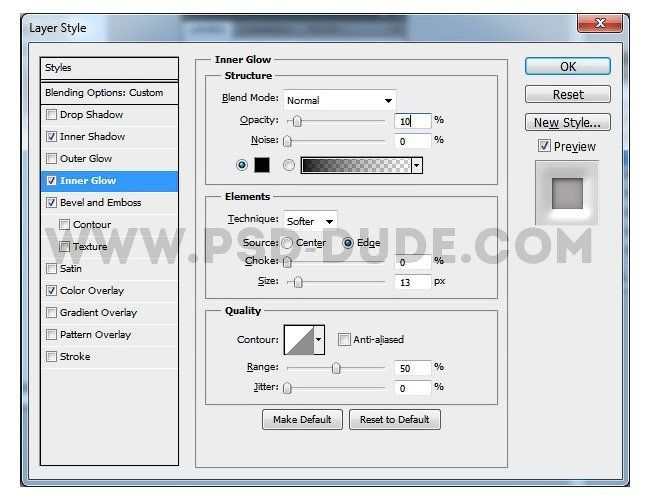 Layer Style
Styles
Blending Options: Custom
Drop Shadow
Inner Shadow
Outer Glow
Inner Glow
Bevel and Emboss
Contour
Texture
Satin
Color Overlay
Gradient Overlay
Pattern Overlay
Stroke
Inner Glow
Structure
Blend Mode: Normal
Opacity: 10 %
Noise: 0 %
Elements
Technique: Softer
Source: Center Edge
Choke: 0 %
Size: 13 px
Quality
Contour: Anti-aliased
Range: 50 %
Jitter: 0 %
Make Default Reset to Default
OK
Reset
New Style...
Preview
WWW.PSD-DUDE.COM